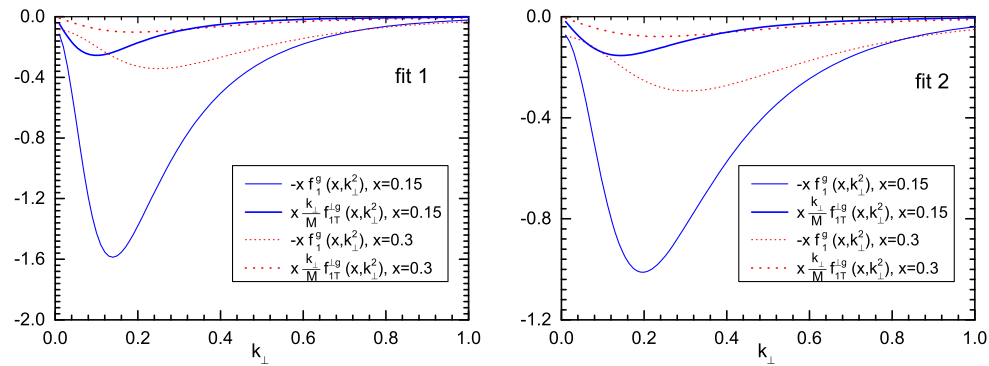 0.0
-0.4
-0.8
-1.2
-1.6
-2.0
0.0 0.2 0.4 0.6 0.8 1.0
k⊥
fit 1
-x f₁ᵍ(x,k⊥²), x=0.15
x k⊥/M f₁T⊥ᵍ(x,k⊥²), x=0.15
-x f₁ᵍ(x,k⊥²), x=0.3
x k⊥/M f₁T⊥ᵍ(x,k⊥²), x=0.3
0.0
-0.4
-0.8
-1.2
0.0 0.2 0.4 0.6 0.8 1.0
k⊥
fit 2
-x f₁ᵍ(x,k⊥²), x=0.15
x k⊥/M f₁T⊥ᵍ(x,k⊥²), x=0.15
-x f₁ᵍ(x,k⊥²), x=0.3
x k⊥/M f₁T⊥ᵍ(x,k⊥²), x=0.3